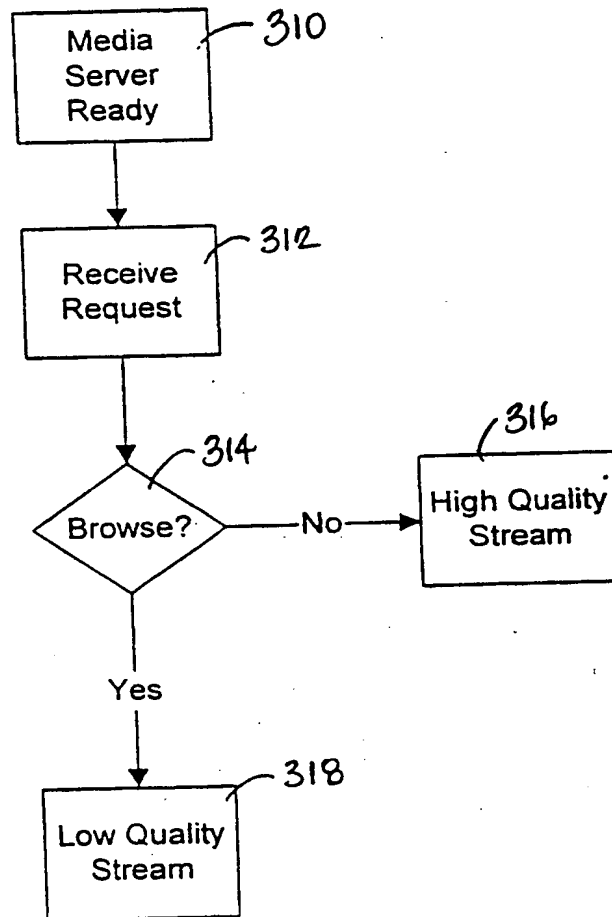 Media
Server
Ready
310
Receive
Request
312
Browse?
314
No
High Quality
Stream
316
Yes
Low Quality
Stream
318